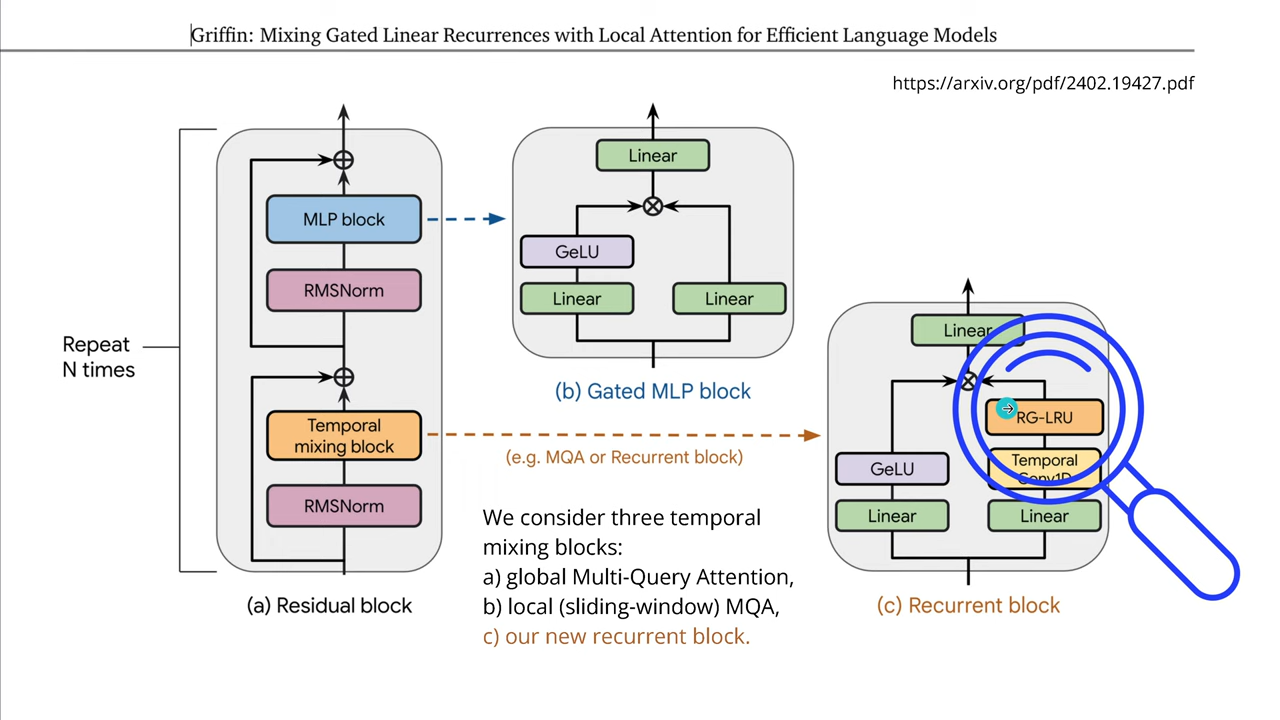 Griffin: Mixing Gated Linear Recurrences with Local Attention for Efficient Language Models
https://arxiv.org/pdf/2402.19427.pdf
Repeat
N times
MLP block
RMSNorm
Temporal
mixing block
RMSNorm
(a) Residual block
Linear
GeLU
Linear
Linear
(b) Gated MLP block
(e.g. MQA or Recurrent block)
We consider three temporal
mixing blocks:
a) global Multi-Query Attention,
b) local (sliding-window) MQA,
c) our new recurrent block.
Linear
RG-LRU
GeLU
Temporal
Conv1D
Linear
Linear
(c) Recurrent block